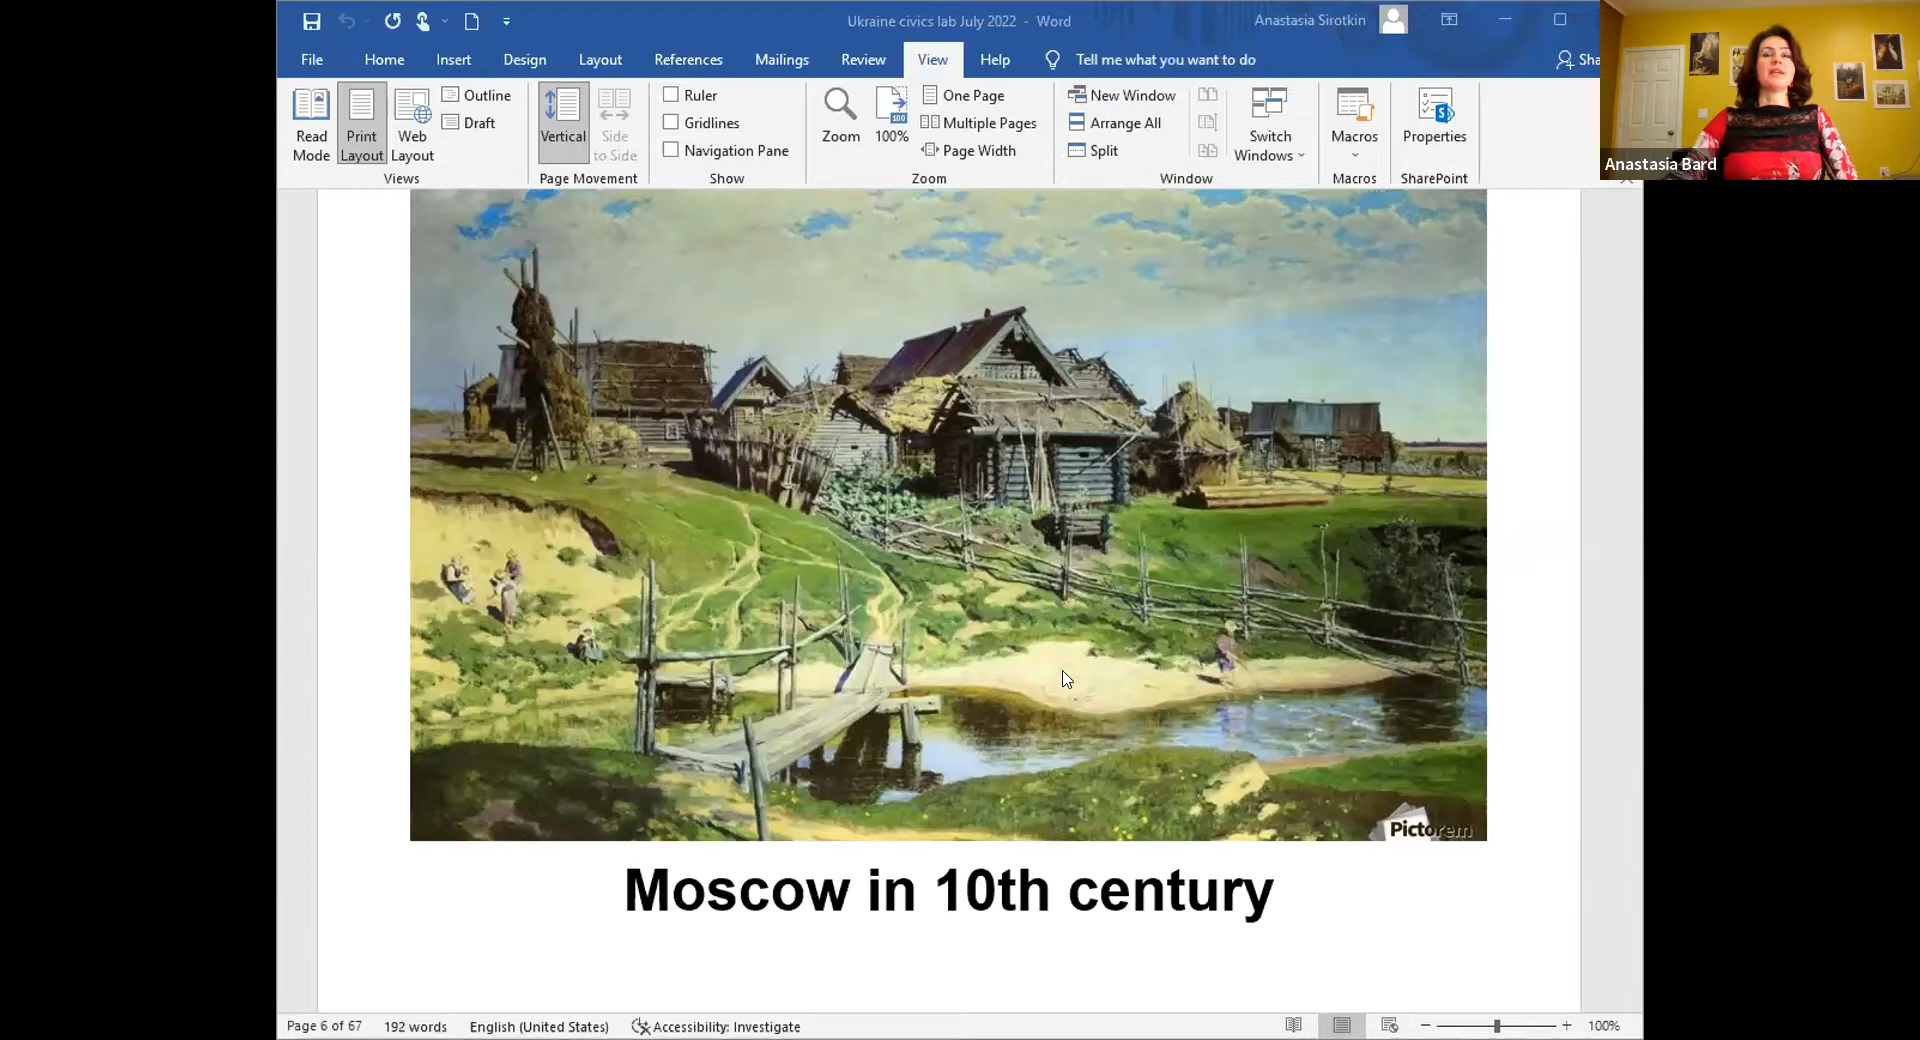 Ukraine civics lab July 2022 - Word
Anastasia Sirotkin
File Home Insert Design Layout References Mailings Review View Help Tell me what you want to do Sha
Read Mode
Print Layout
Web Layout
Outline
Draft
Views
Vertical
Side to Side
Page Movement
Ruler
Gridlines
Navigation Pane
Show
Zoom
100
100%
One Page
Multiple Pages
Page Width
Zoom
New Window
Arrange All
Split
Switch Windows
Window
Macros
Macros
Properties
SharePoint
Anastasia Bard
Pictorem
Moscow in 10th century
Page 6 of 67 192 words English (United States) Accessibility: Investigate 100%